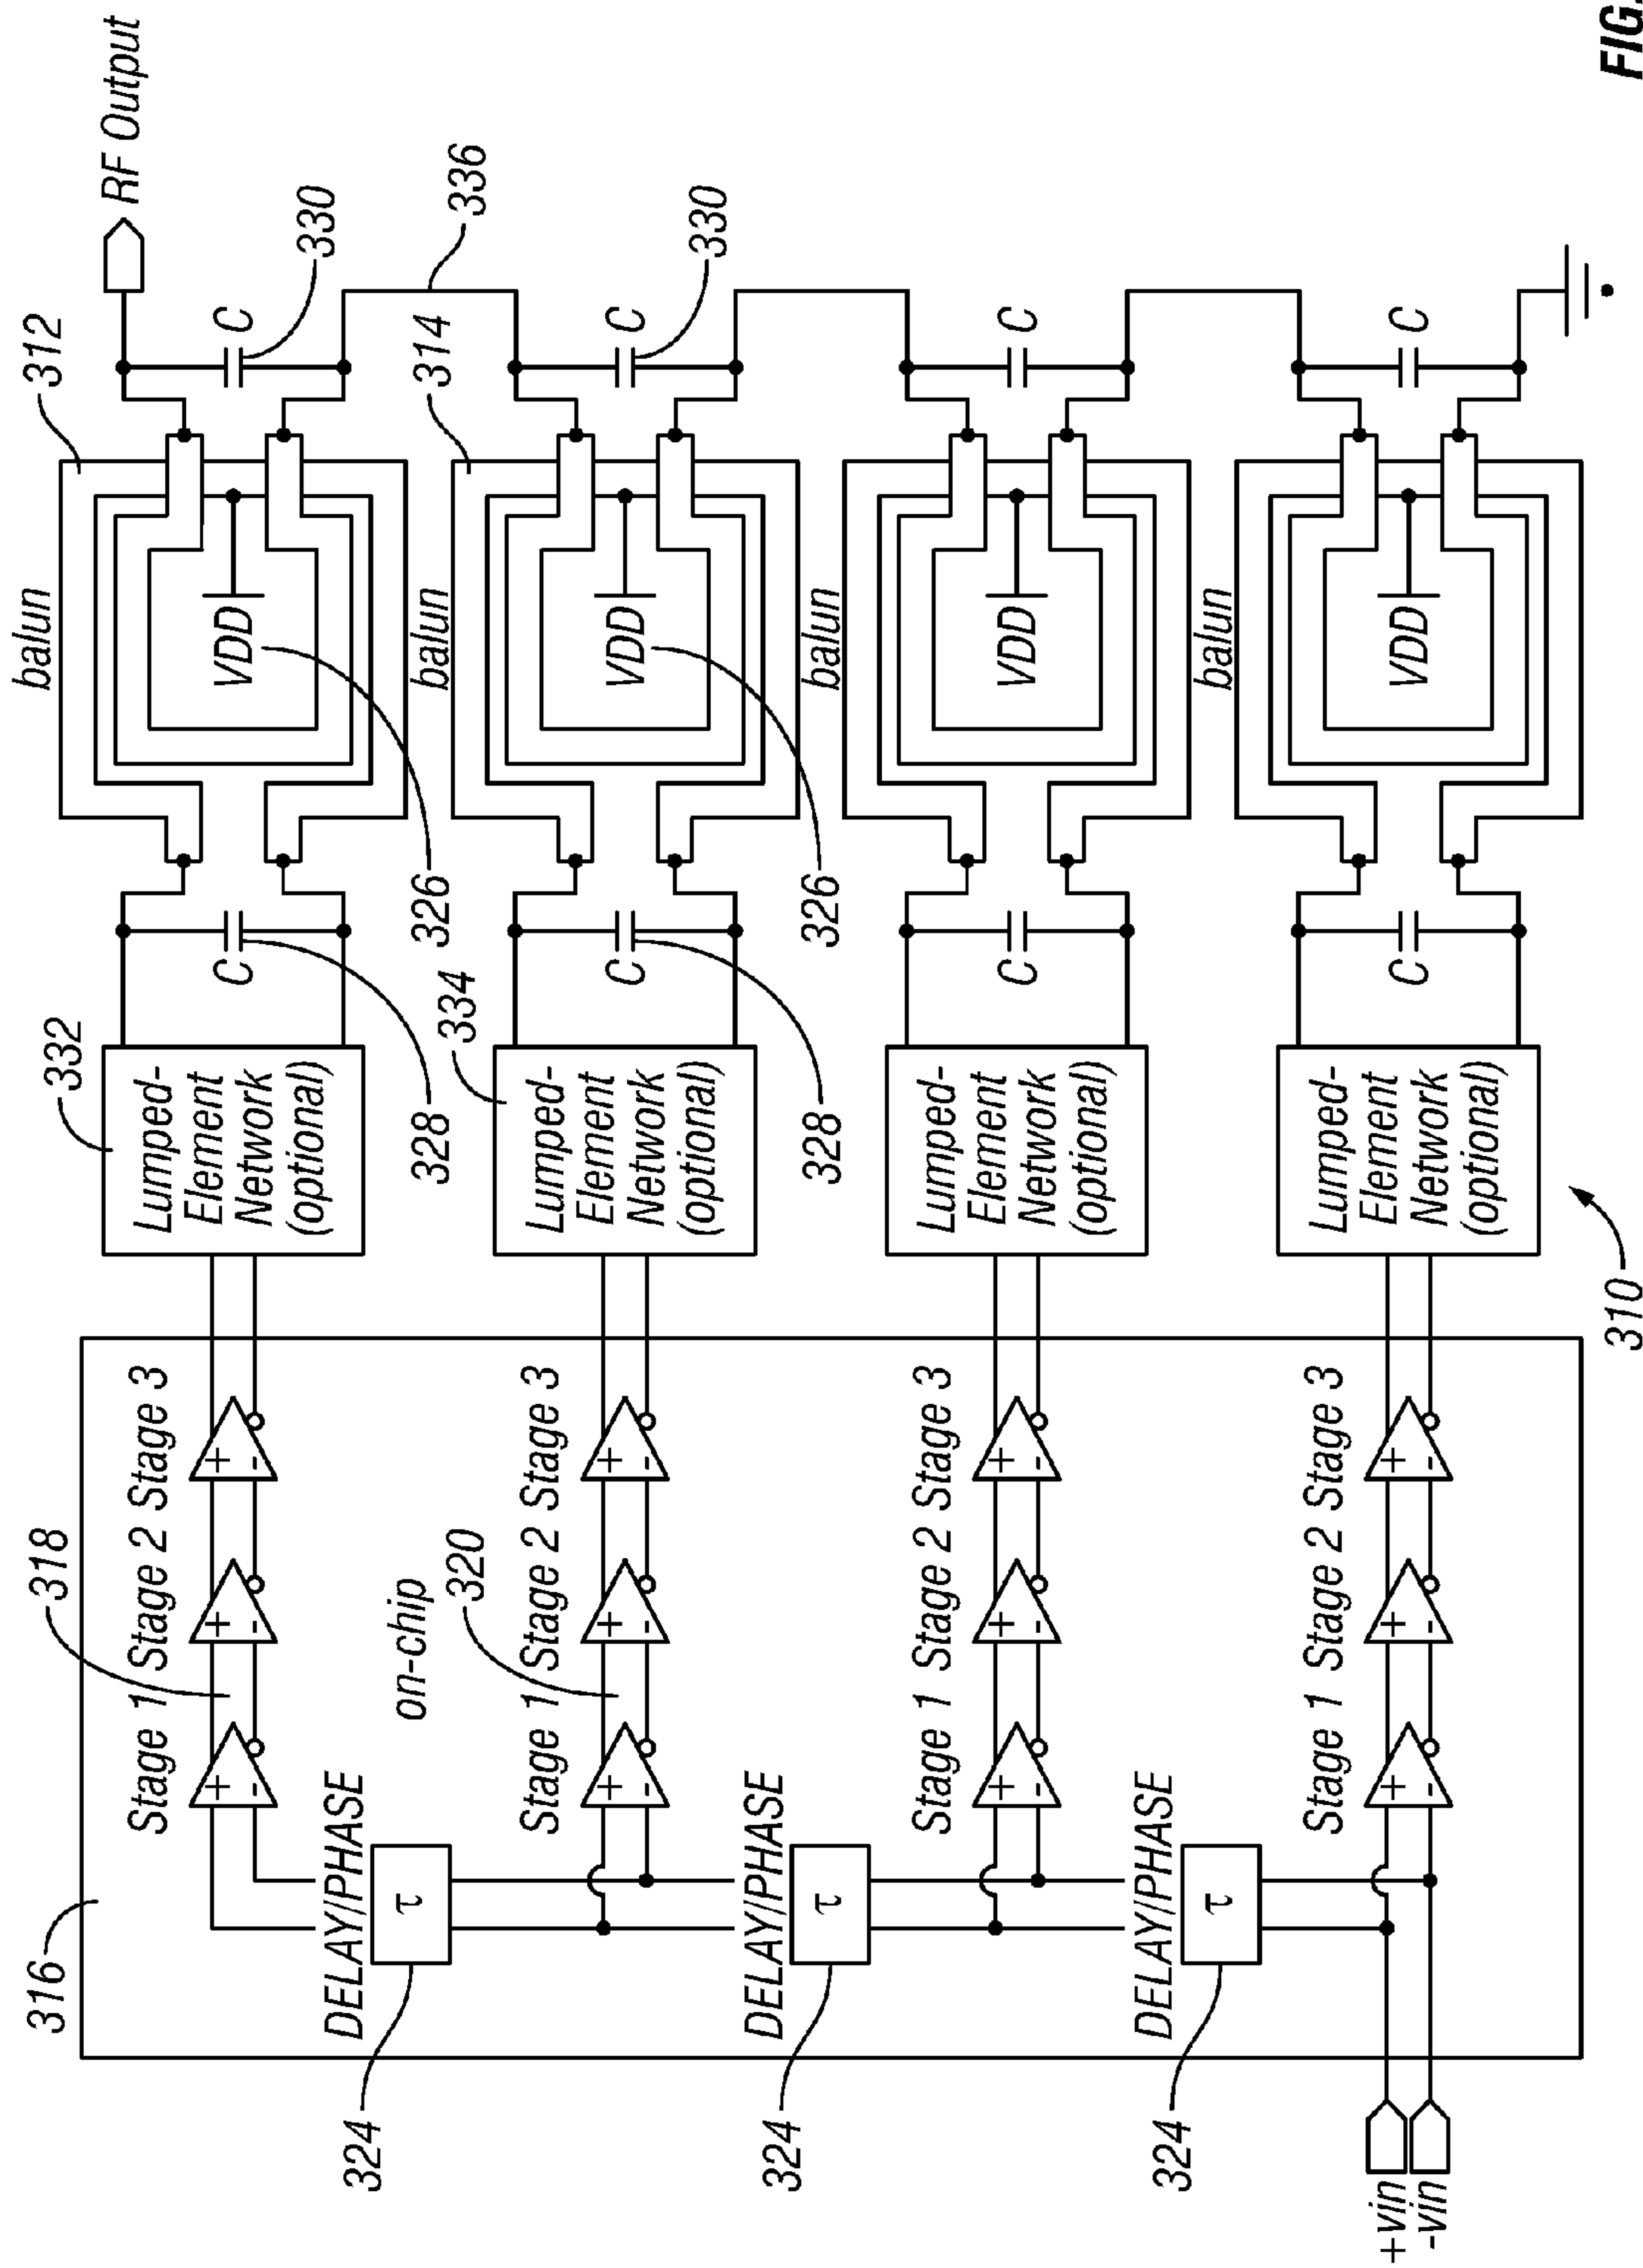 RF Output
312
balun
VDD
326
C
330
336
332
Lumped-
Element
Network
(optional)
C
328
318
Stage 1 Stage 2 Stage 3
+
-
+
-
+
-
316
DELAY/PHASE
τ
324
on-chip
314
balun
VDD
326
C
330
334
Lumped-
Element
Network
(optional)
C
328
320
Stage 1 Stage 2 Stage 3
+
-
+
-
+
-
DELAY/PHASE
τ
324
balun
VDD
C
Lumped-
Element
Network
(optional)
C
Stage 1 Stage 2 Stage 3
+
-
+
-
+
-
DELAY/PHASE
τ
324
balun
VDD
C
Lumped-
Element
Network
(optional)
C
Stage 1 Stage 2 Stage 3
+
-
+
-
+
-
+vin
-vin
310
FIG.